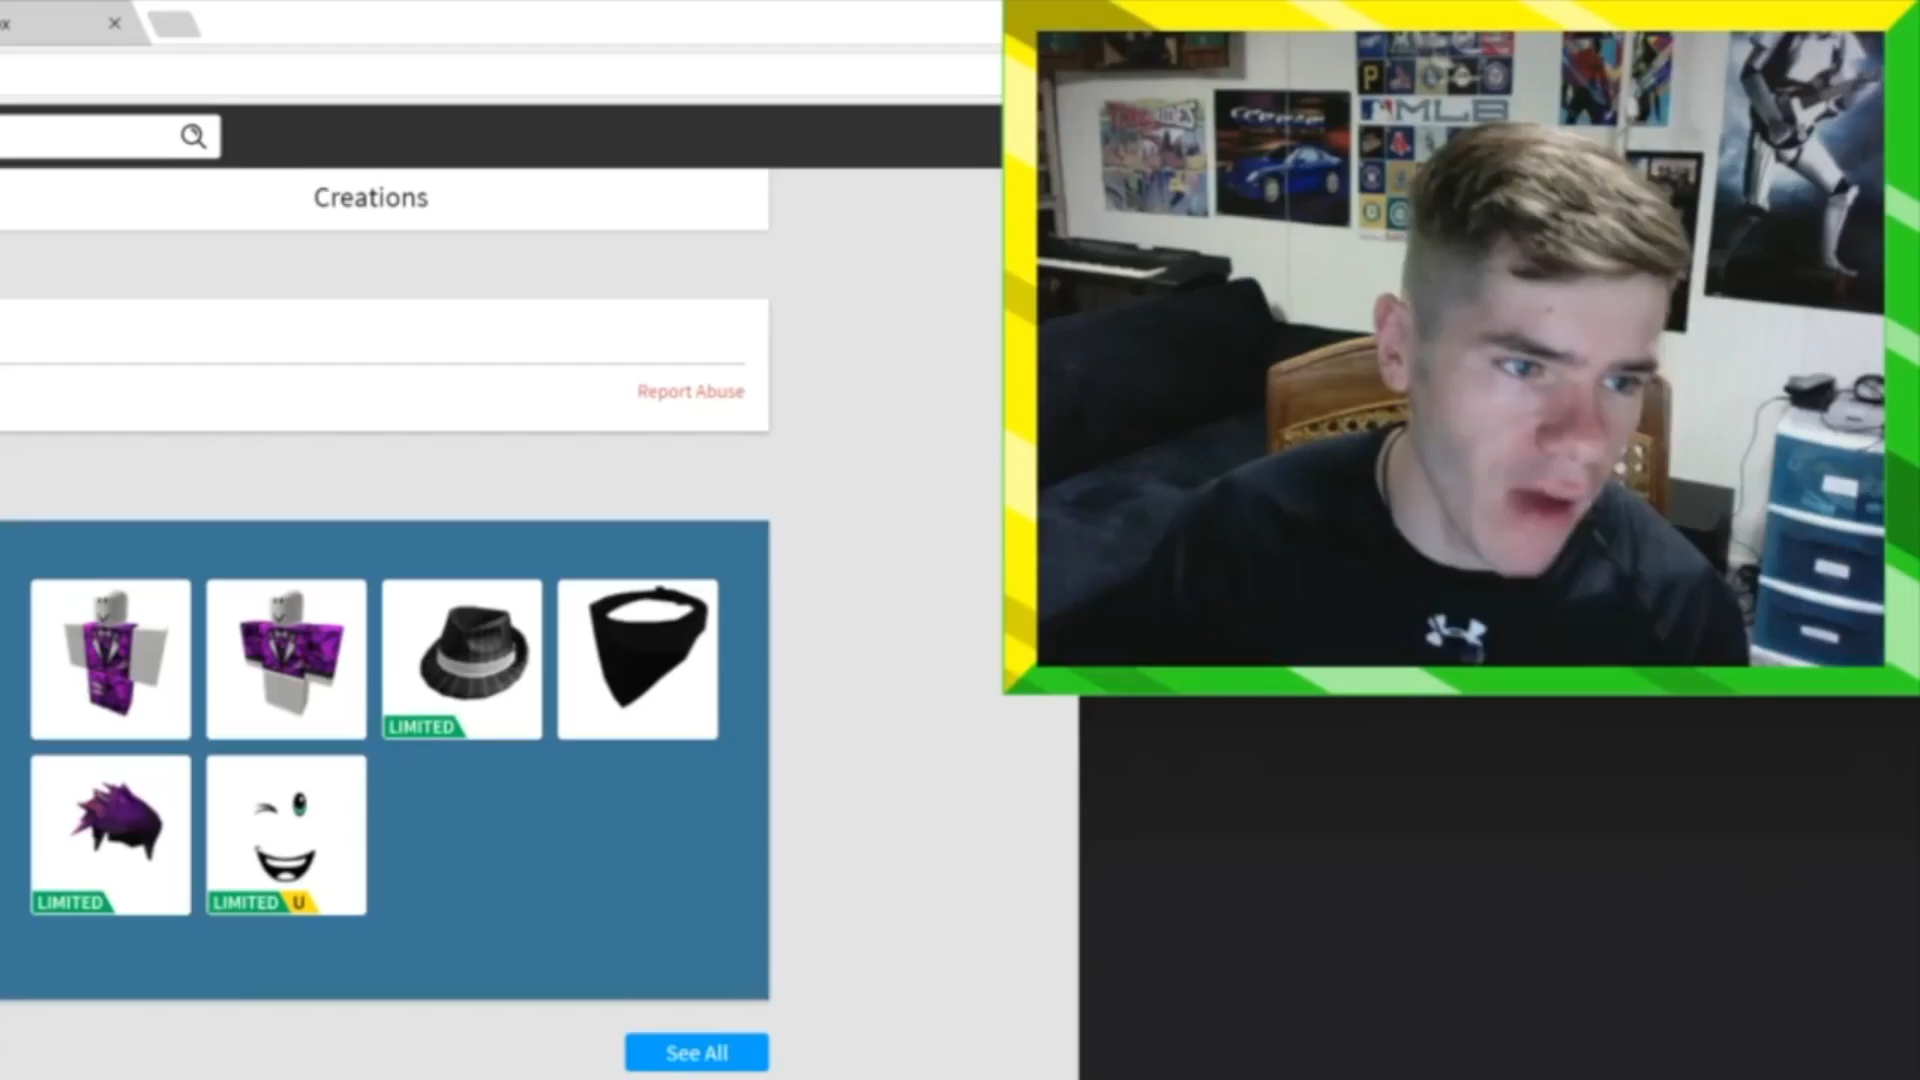 x
Creations
Report Abuse
LIMITED
LIMITED
LIMITED U
See All
MLB
P